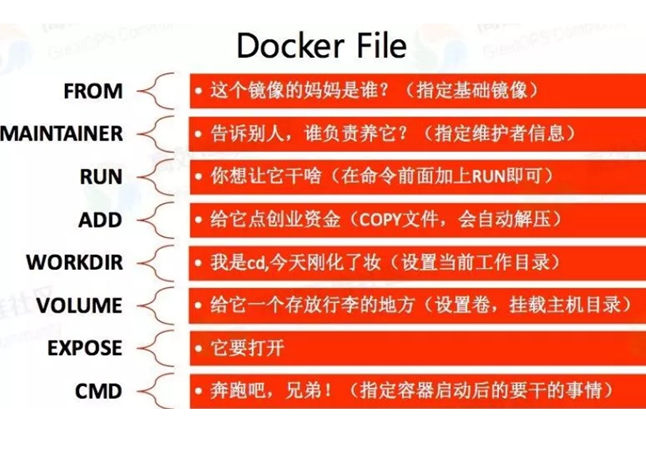 Docker File
FROM
• 这个镜像的妈妈是谁？（指定基础镜像）
MAINTAINER
• 告诉别人，谁负责养它？（指定维护者信息）
RUN
• 你想让它干啥（在命令前面加上RUN即可）
ADD
• 给它点创业资金（COPY文件，会自动解压）
WORKDIR
• 我是cd,今天刚化了妆（设置当前工作目录）
VOLUME
• 给它一个存放行李的地方（设置卷，挂载主机目录）
EXPOSE
• 它要打开
CMD
• 奔跑吧，兄弟！（指定容器启动后的要干的事情）